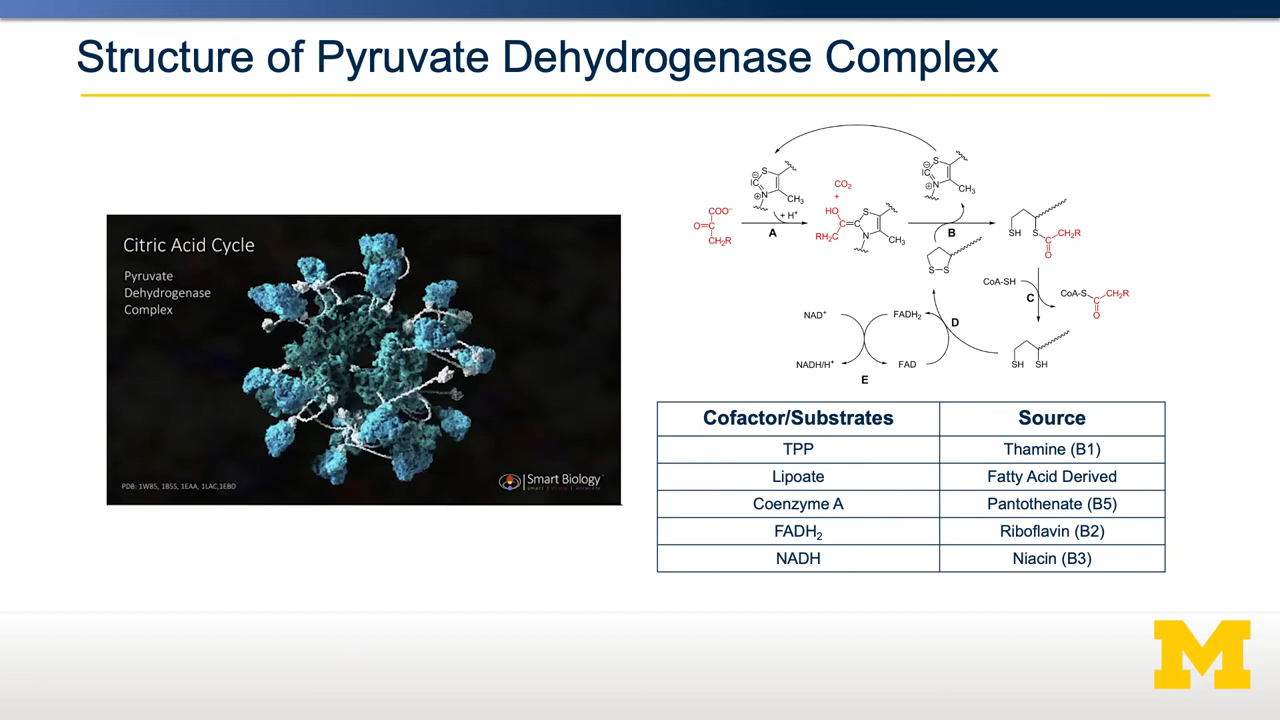 Structure of Pyruvate Dehydrogenase Complex
Citric Acid Cycle
Pyruvate
Dehydrogenase
Complex
PDB: 1W85, 1B5S, 1EAA, 1LAC,1EBD
Smart Biology
COO⁻
O=C
CH₂R
S
⊖
IC
N
⊕
CH₃
+ H⁺
A
CO₂
+
HO
C
RH₂C
S
C
N
CH₃
S
⊖
IC
N
⊕
CH₃
B
S–S
SH
S
C
CH₂R
O
CoA-SH
C
CoA-S
C
CH₂R
O
SH SH
D
NAD⁺
FADH₂
NADH/H⁺
FAD
E
Cofactor/Substrates Source
TPP Thamine (B1)
Lipoate Fatty Acid Derived
Coenzyme A Pantothenate (B5)
FADH₂ Riboflavin (B2)
NADH Niacin (B3)
M